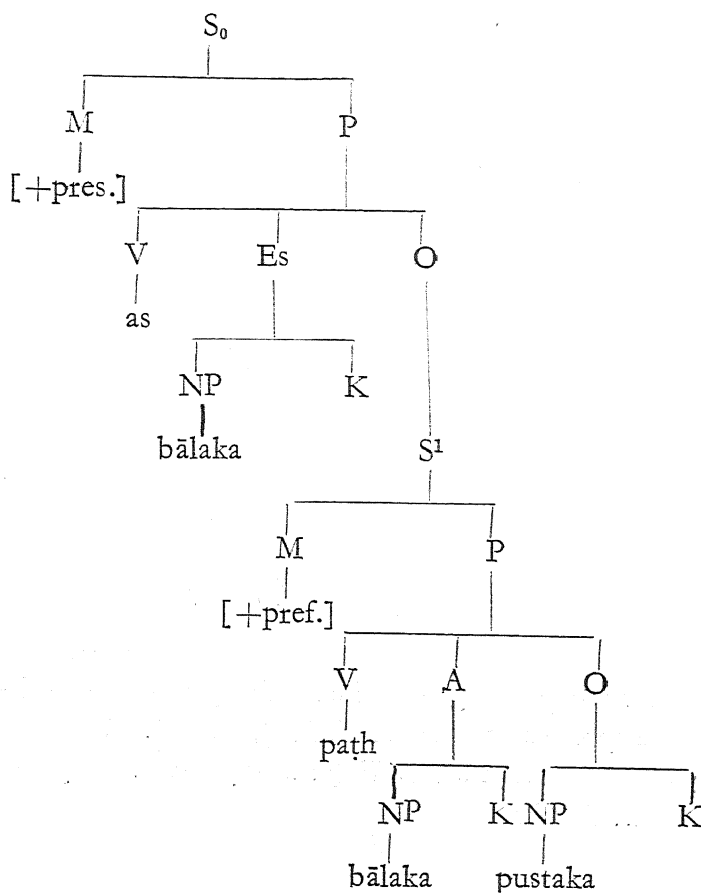 S₀
M P
[+pres.]
V Es O
as
NP K
bālaka
S¹
M P
[+pref.]
V A O
paṭh
NP K NP ... K
bālaka pustaka